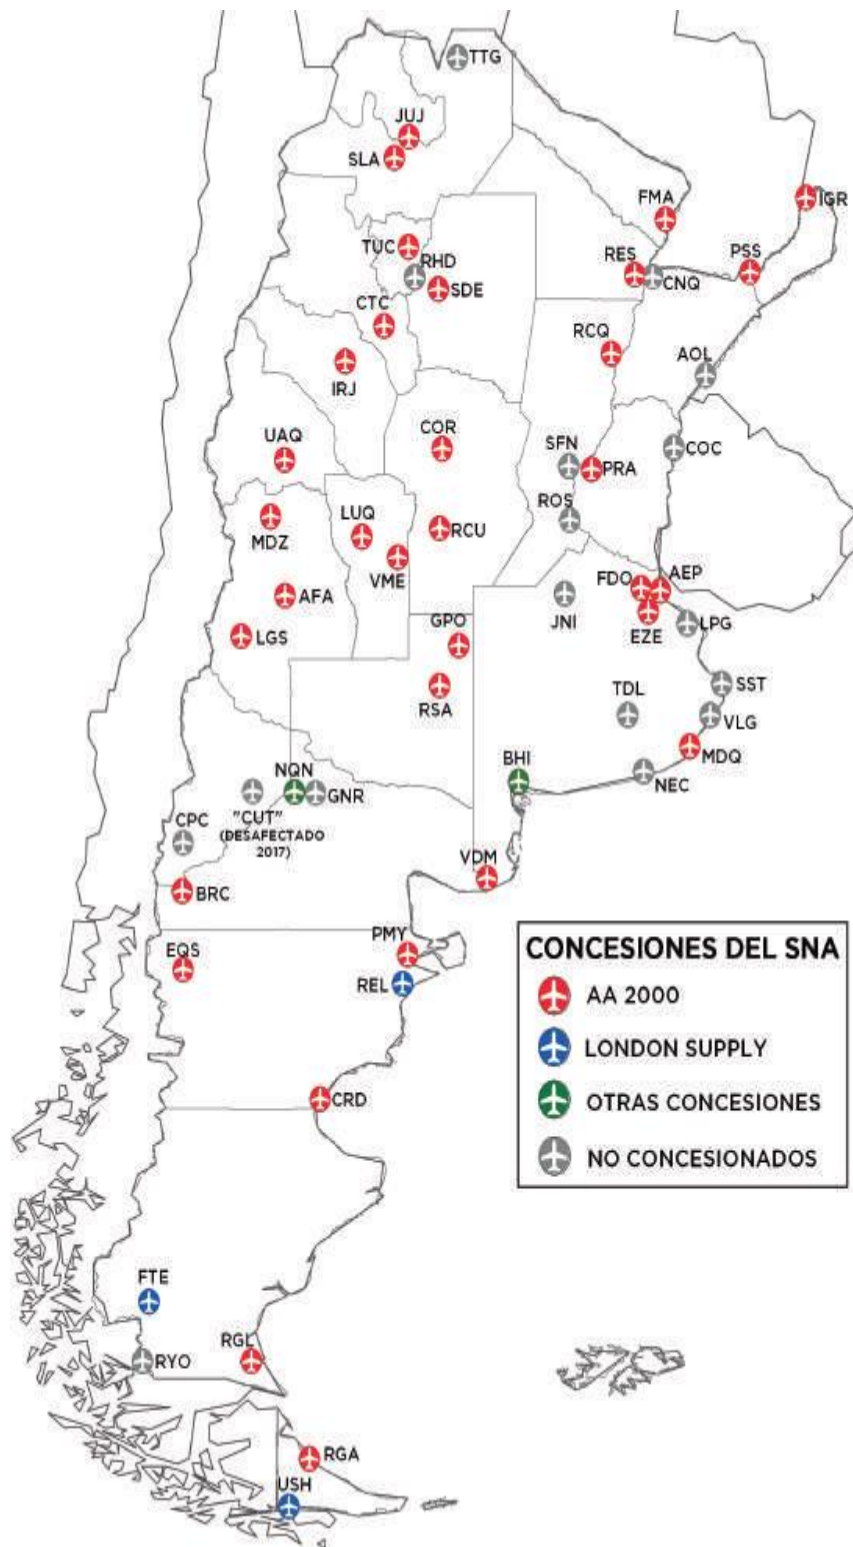 TTG
JUJ
SLA
FMA
IGR
TUC
RHD
SDE
RES
CNQ
PSS
CTC
IRJ
RCQ
AOL
UAQ
COR
SFN
PRA
COC
MDZ
LUQ
VME
RCU
ROS
AFA
LGS
GPO
RSA
JNI
FDO
AEP
EZE
LPG
SST
TDL
VLG
MDQ
NEC
BHI
NQN
GNR
"CUT"
(DESAFECTADO
2017)
CPC
BRC
VDM
EQS
PMY
REL
CRD
CONCESIONES DEL SNA
AA 2000
LONDON SUPPLY
OTRAS CONCESIONES
NO CONCESIONADOS
FTE
RYO
RGL
RGA
USH